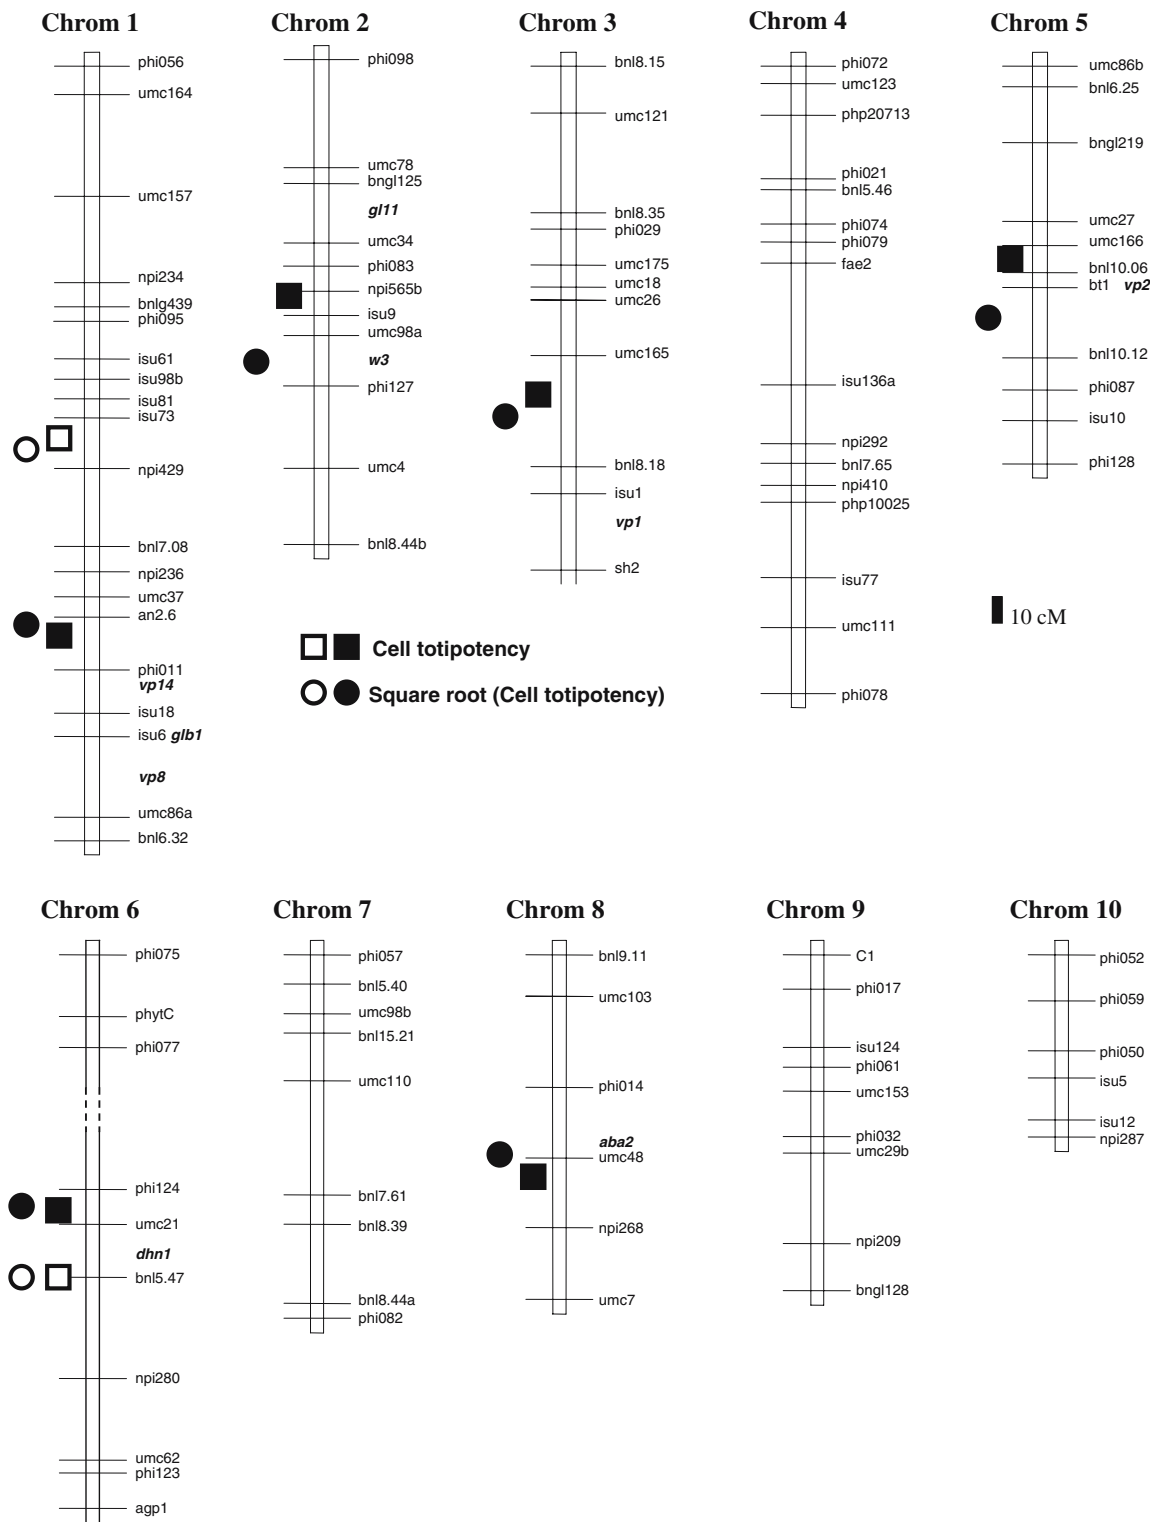 Chrom 1
phi056
umc164
umc157
npi234
bnlg439
phi095
isu61
isu98b
isu81
isu73
npi429
bnl7.08
npi236
umc37
an2.6
phi011
vp14
isu18
isu6 glb1
vp8
umc86a
bnl6.32
Chrom 2
phi098
umc78
bngl125
gl11
umc34
phi083
npi565b
isu9
umc98a
w3
phi127
umc4
bnl8.44b
Chrom 3
bnl8.15
umc121
bnl8.35
phi029
umc175
umc18
umc26
umc165
bnl8.18
isu1
vp1
sh2
Chrom 4
phi072
umc123
php20713
phi021
bnl5.46
phi074
phi079
fae2
isu136a
npi292
bnl7.65
npi410
php10025
isu77
umc111
phi078
Chrom 5
umc86b
bnl6.25
bngl219
umc27
umc166
bnl10.06
bt1 vp2
bnl10.12
phi087
isu10
phi128
10 cM
Cell totipotency
Square root (Cell totipotency)
Chrom 6
phi075
phytC
phi077
phi124
umc21
dhn1
bnl5.47
npi280
umc62
phi123
agp1
Chrom 7
phi057
bnl5.40
umc98b
bnl15.21
umc110
bnl7.61
bnl8.39
bnl8.44a
phi082
Chrom 8
bnl9.11
umc103
phi014
aba2
umc48
npi268
umc7
Chrom 9
C1
phi017
isu124
phi061
umc153
phi032
umc29b
npi209
bngl128
Chrom 10
phi052
phi059
phi050
isu5
isu12
npi287